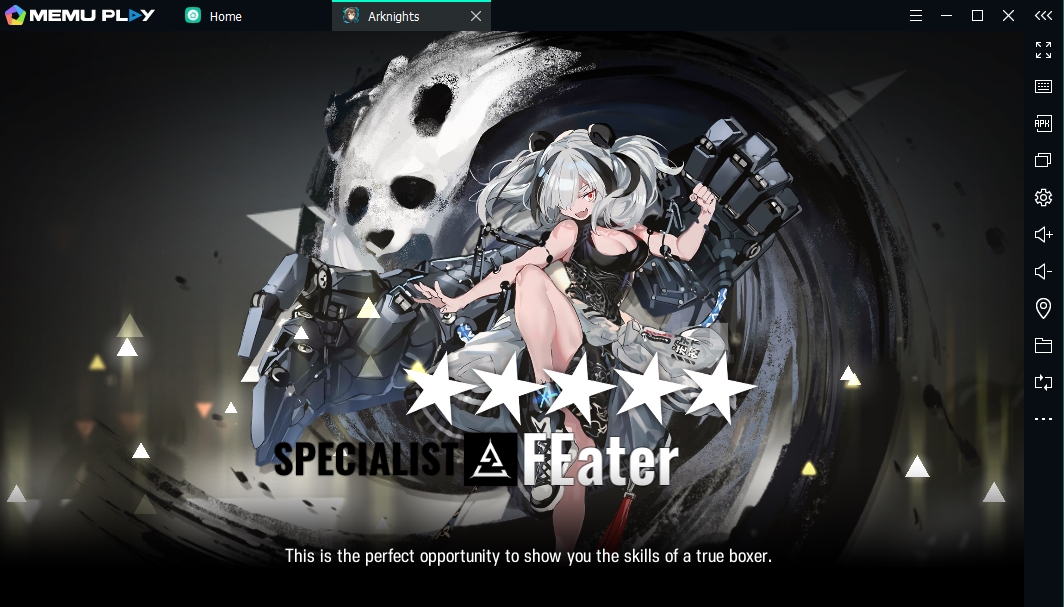 MEMU PLAY
Home
Arknights
APK
SPECIALIST FEater
This is the perfect opportunity to show you the skills of a true boxer.